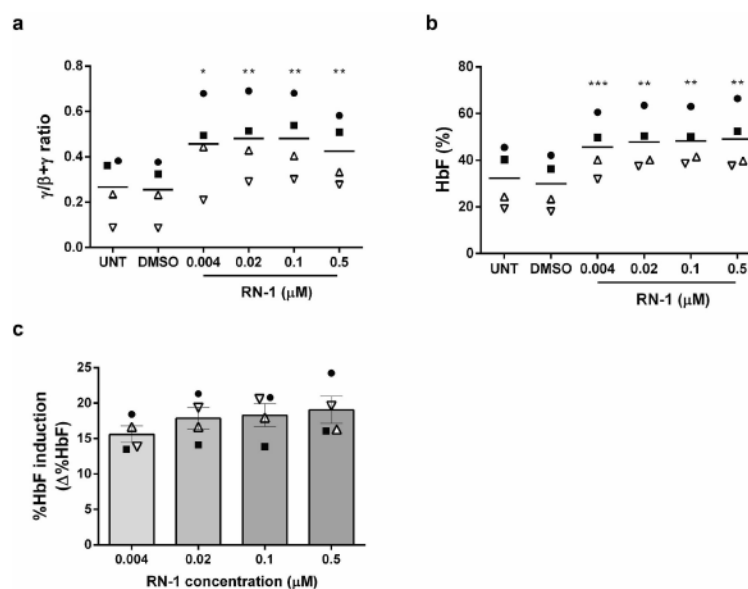 a
γ/β+γ ratio
0.8
0.6
0.4
0.2
0.0
* ** ** **
UNT DMSO 0.004 0.02 0.1 0.5
RN-1 (μM)
b
HbF (%)
80
60
40
20
0
*** ** ** **
UNT DMSO 0.004 0.02 0.1 0.5
RN-1 (μM)
c
%HbF induction
(Δ%HbF)
25
20
15
10
5
0
0.004 0.02 0.1 0.5
RN-1 concentration (μM)